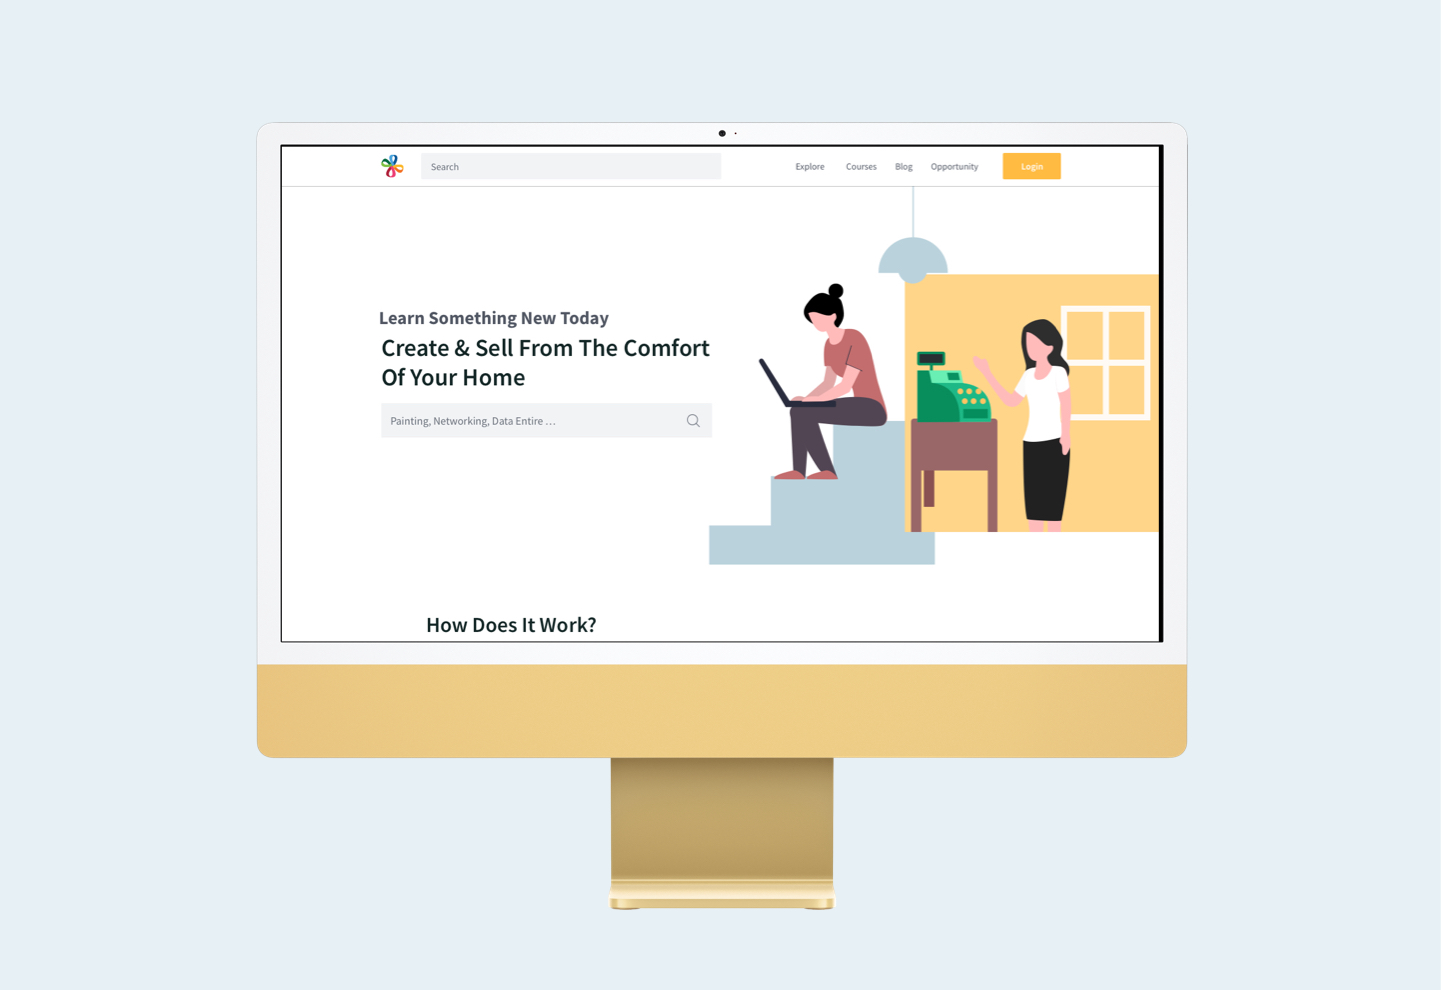 Search
Explore Courses Blog Opportunity Login
Learn Something New Today
Create & Sell From The Comfort
Of Your Home
Painting, Networking, Data Entire ...
How Does It Work?